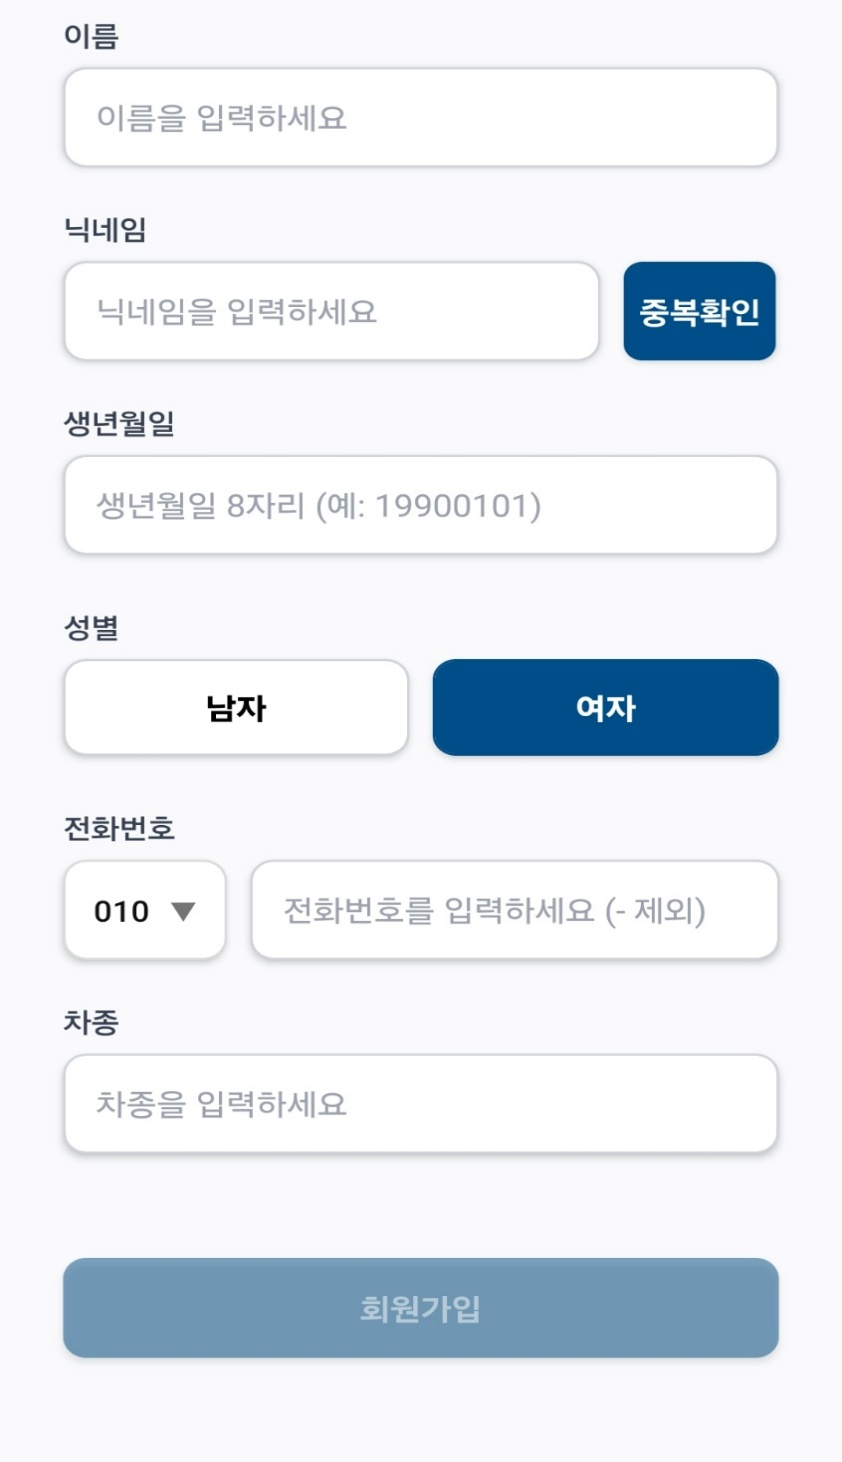 이름
이름을 입력하세요
닉네임
닉네임을 입력하세요 중복확인
생년월일
생년월일 8자리 (예: 19900101)
성별
남자 여자
전화번호
010 ▼ 전화번호를 입력하세요 (- 제외)
차종
차종을 입력하세요
회원가입